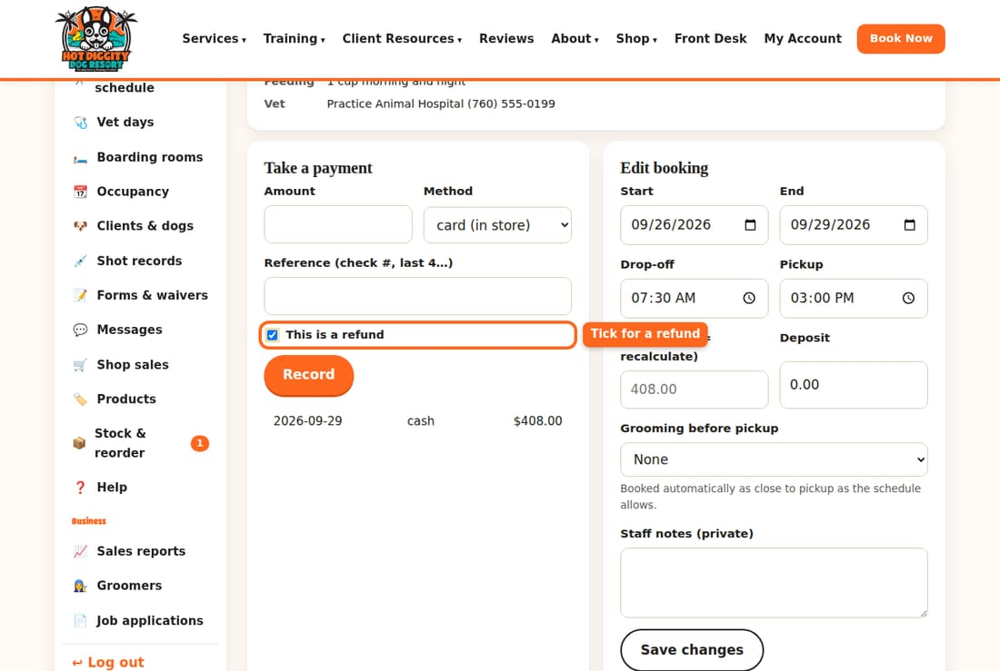 HOT DIGGITY
DOG RESORT
Services
Training
Client Resources
Reviews
About
Shop
Front Desk
My Account
Book Now
schedule
Vet days
Boarding rooms
Occupancy
Clients & dogs
Shot records
Forms & waivers
Messages
Shop sales
Products
Stock &
reorder
1
Help
Business
Sales reports
Groomers
Job applications
↩ Log out
Feeding 1 cup morning and night
Vet Practice Animal Hospital (760) 555-0199
Take a payment
Amount Method
card (in store)
Reference (check #, last 4...)
This is a refund
Tick for a refund
Record
2026-09-29 cash $408.00
Edit booking
Start End
09/26/2026 09/29/2026
Drop-off Pickup
07:30 AM 03:00 PM
Deposit
recalculate)
408.00 0.00
Grooming before pickup
None
Booked automatically as close to pickup as the schedule
allows.
Staff notes (private)
Save changes